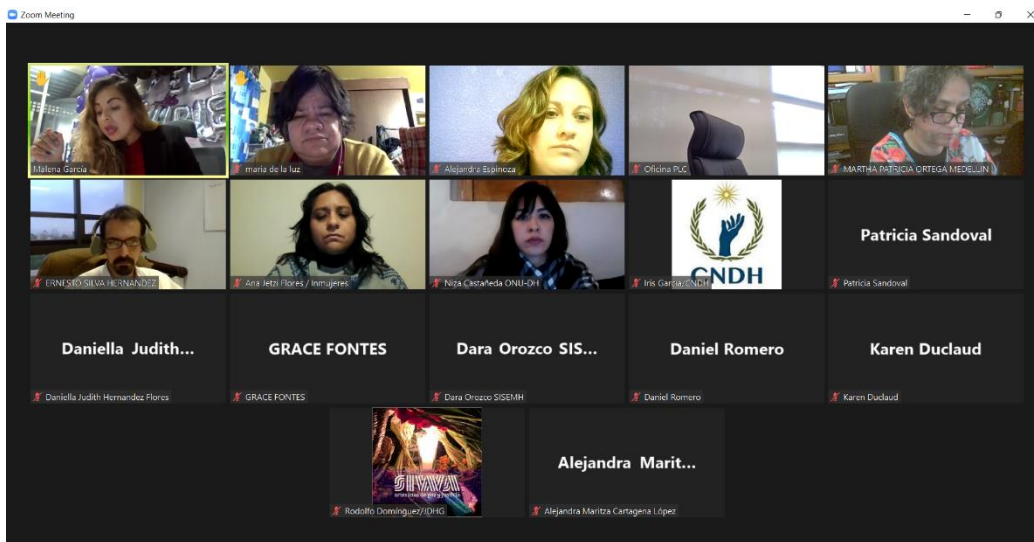 Zoom Meeting
Malena García
maria de la luz
Alejandra Espinoza
Oficina PLC
MARTHA PATRICIA ORTEGA MEDELLIN
ERNESTO SILVA HERNANDEZ
Ana Jetzi Flores / Inmujeres
Niza Castañeda ONU-DH
CNDH
Iris García/CNDH
Patricia Sandoval
Patricia Sandoval
Daniella Judith...
Daniella Judith Hernandez Flores
GRACE FONTES
GRACE FONTES
Dara Orozco SIS...
Dara Orozco SISEMH
Daniel Romero
Daniel Romero
Karen Duclaud
Karen Duclaud
Rodolfo Domínguez/JDHG
Alejandra Marit...
Alejandra Maritza Cartagena López